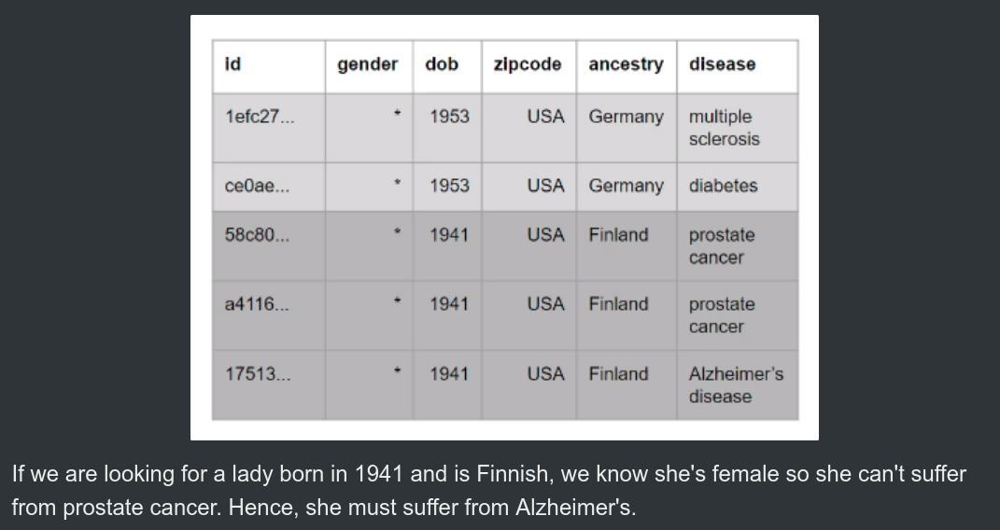 id gender dob zipcode ancestry disease
1efc27... * 1953 USA Germany multiple
sclerosis
ce0ae... * 1953 USA Germany diabetes
58c80... * 1941 USA Finland prostate
cancer
a4116... * 1941 USA Finland prostate
cancer
17513... * 1941 USA Finland Alzheimer's
disease
If we are looking for a lady born in 1941 and is Finnish, we know she's female so she can't suffer
from prostate cancer. Hence, she must suffer from Alzheimer's.